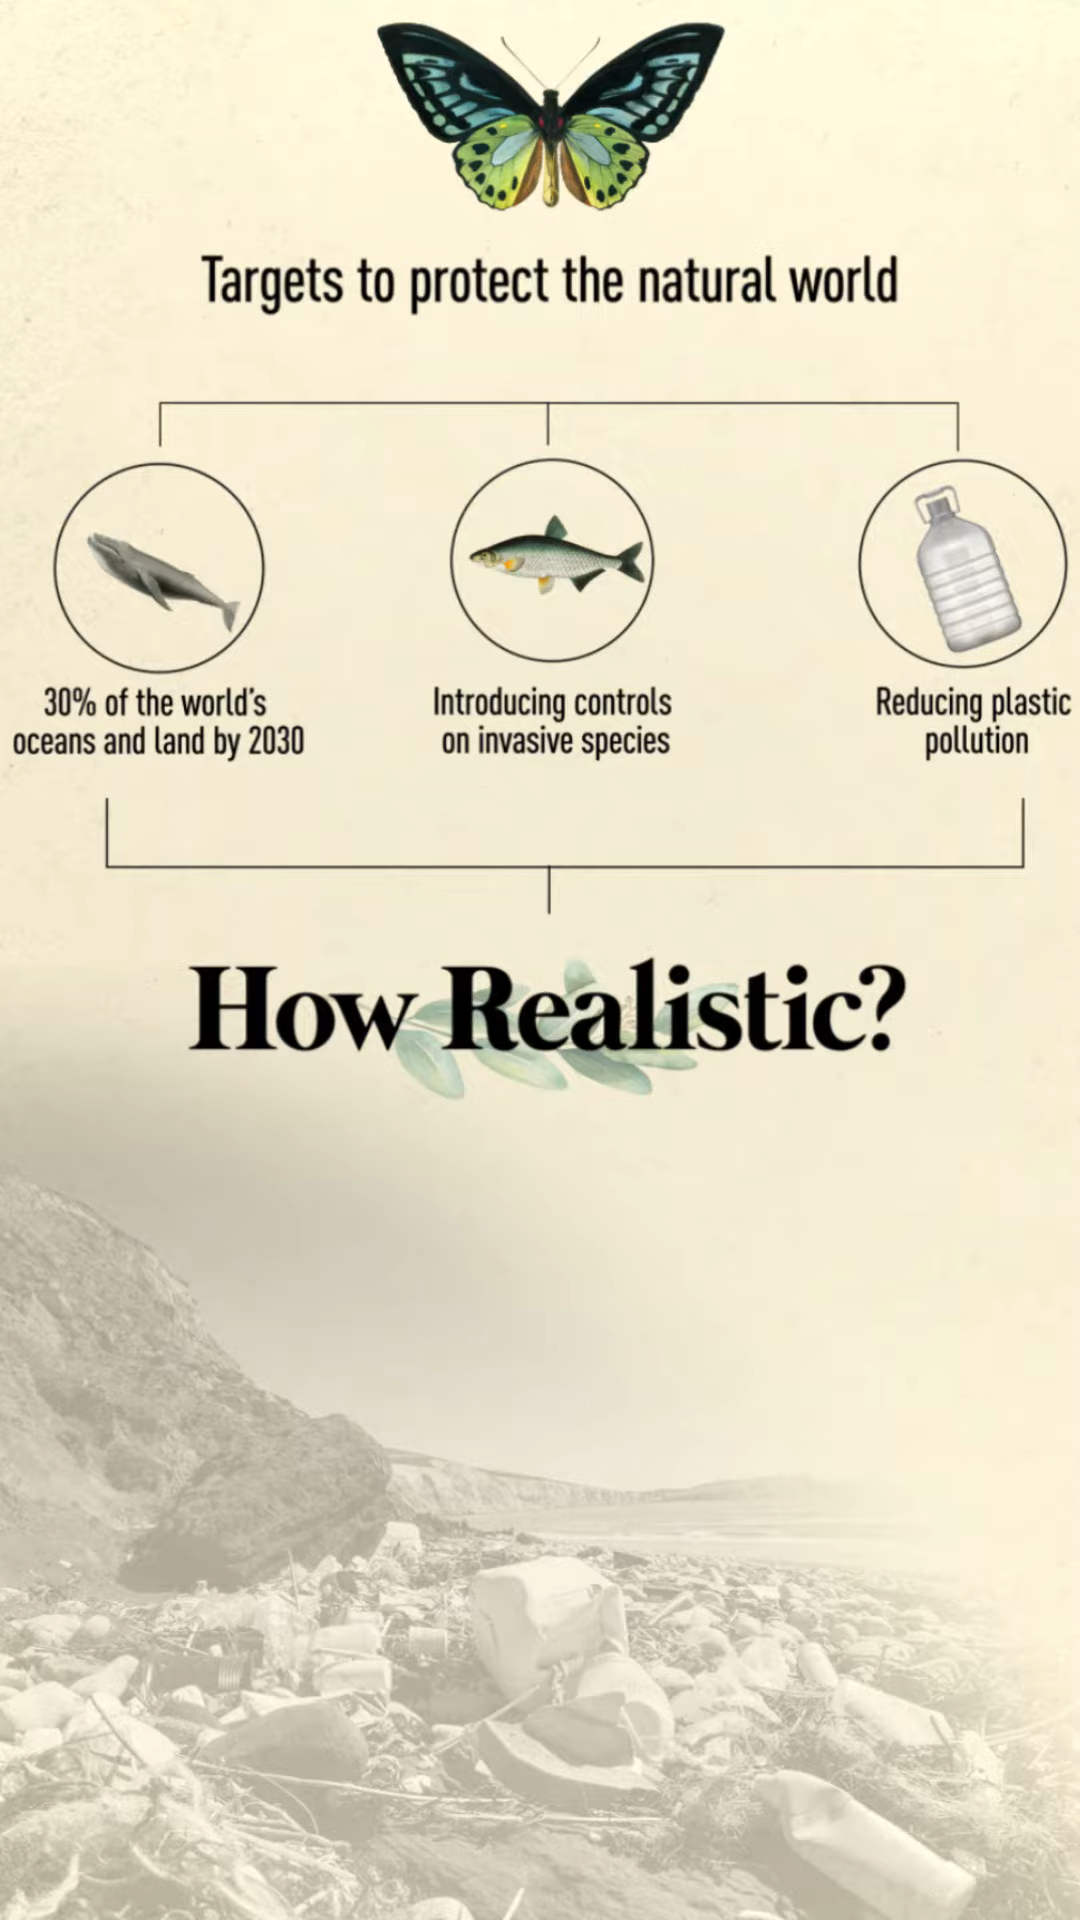 Targets to protect the natural world
30% of the world's
oceans and land by 2030
Introducing controls
on invasive species
Reducing plastic
pollution
How Realistic?